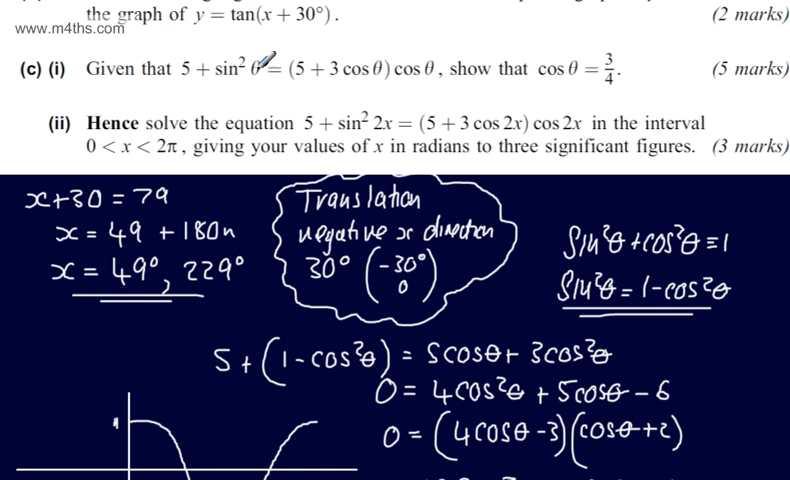 the graph of y = tan(x + 30°).
(2 marks)
www.m4ths.com
(c) (i) Given that 5 + sin² θ = (5 + 3 cos θ) cos θ, show that cos θ = 3/4.
(5 marks)
(ii) Hence solve the equation 5 + sin² 2x = (5 + 3 cos 2x) cos 2x in the interval
0 < x < 2π, giving your values of x in radians to three significant figures. (3 marks)
x+30 = 79
x = 49 + 180n
x = 49°, 229°
Translation
negative x direction
30° (-30° 0)
Sin²θ + cos²θ ≡ 1
Sin²θ = 1 - cos²θ
5 + (1 - cos²θ) = 5cosθ + 3cos²θ
0 = 4cos²θ + 5cosθ - 6
0 = (4cosθ - 3)(cosθ + 2)
1